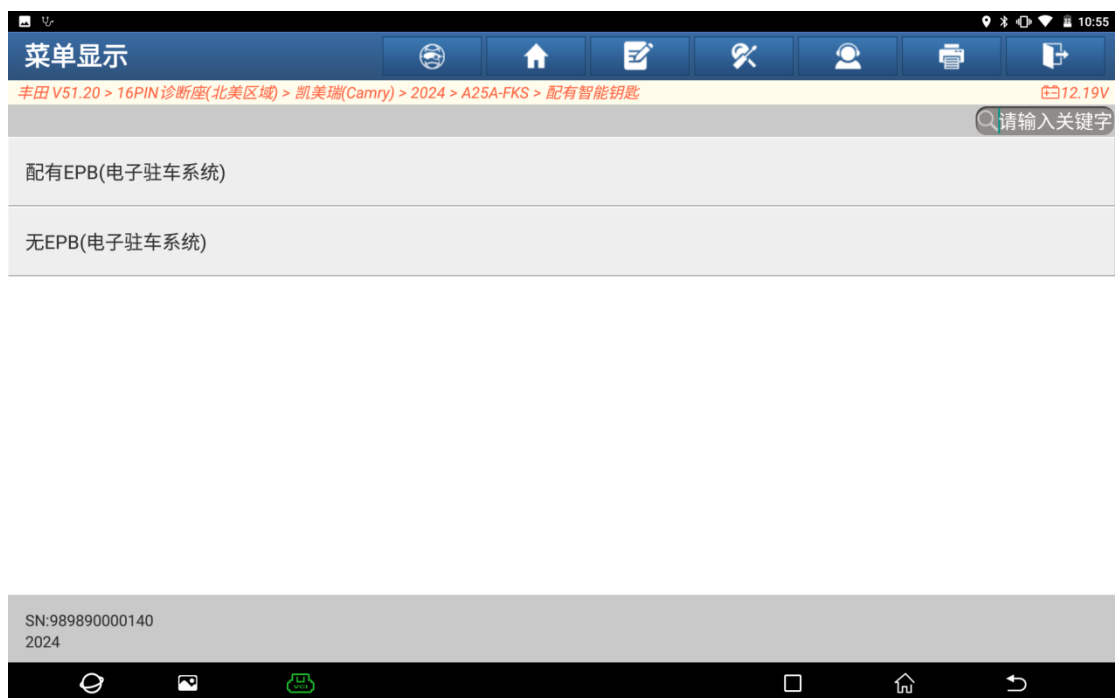 10:55
菜单显示
丰田 V51.20 > 16PIN诊断座(北美区域) > 凯美瑞(Camry) > 2024 > A25A-FKS > 配有智能钥匙
12.19V
请输入关键字
配有EPB(电子驻车系统)
无EPB(电子驻车系统)
SN:989890000140
2024
VCI